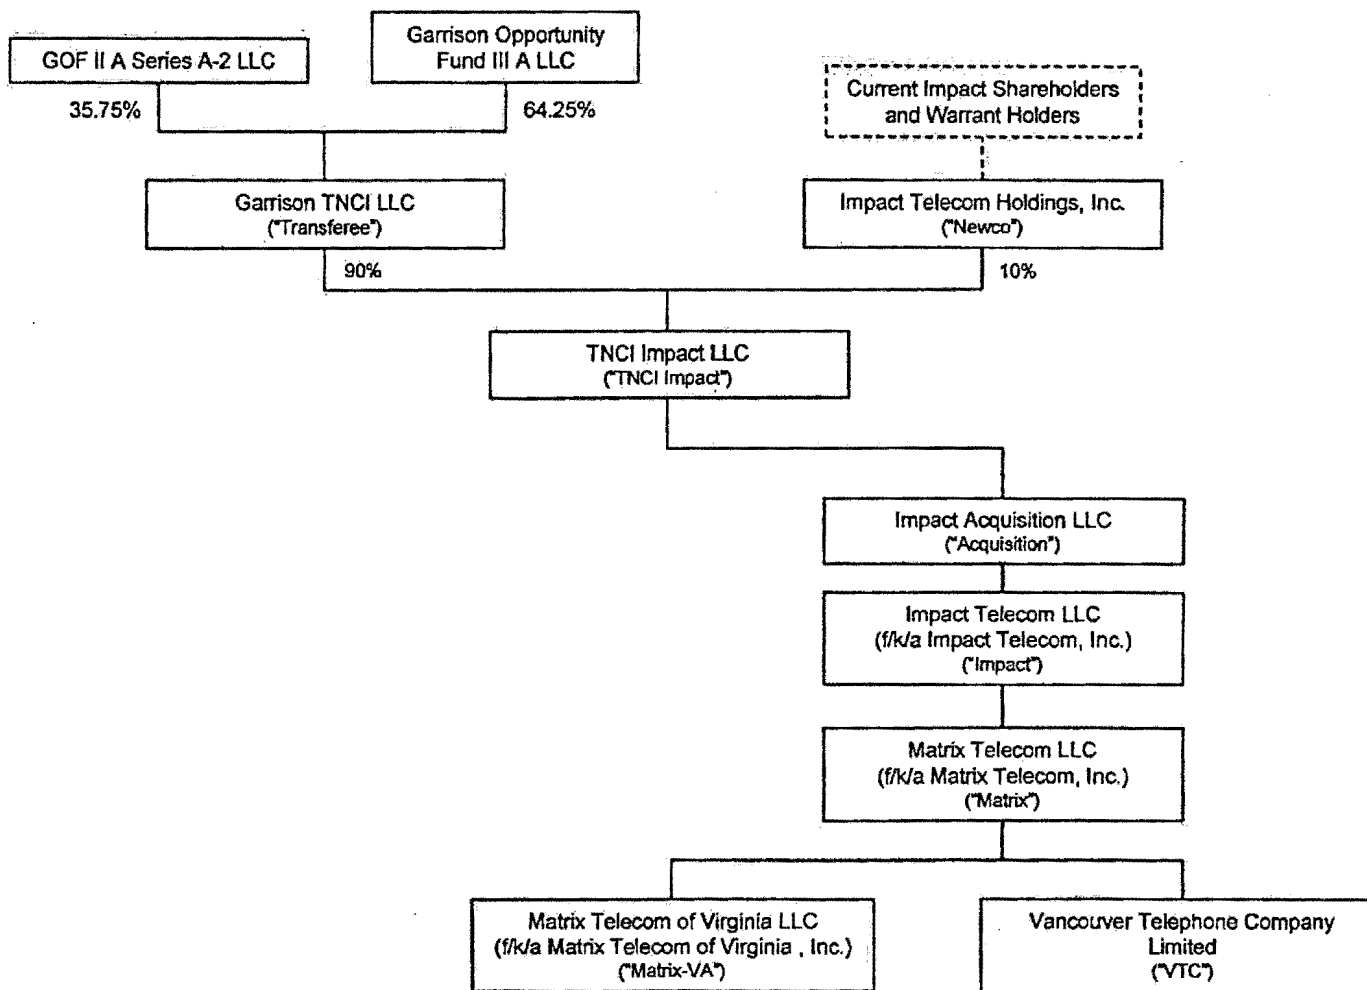 GOF II A Series A-2 LLC
Garrison Opportunity
Fund III A LLC
35.75%
64.25%
Current Impact Shareholders
and Warrant Holders
Garrison TNCI LLC
("Transferee")
Impact Telecom Holdings, Inc.
("Newco")
90%
10%
TNCI Impact LLC
("TNCI Impact")
Impact Acquisition LLC
("Acquisition")
Impact Telecom LLC
(f/k/a Impact Telecom, Inc.)
("Impact")
Matrix Telecom LLC
(f/k/a Matrix Telecom, Inc.)
("Matrix")
Matrix Telecom of Virginia LLC
(f/k/a Matrix Telecom of Virginia , Inc.)
("Matrix-VA")
Vancouver Telephone Company
Limited
("VTC")